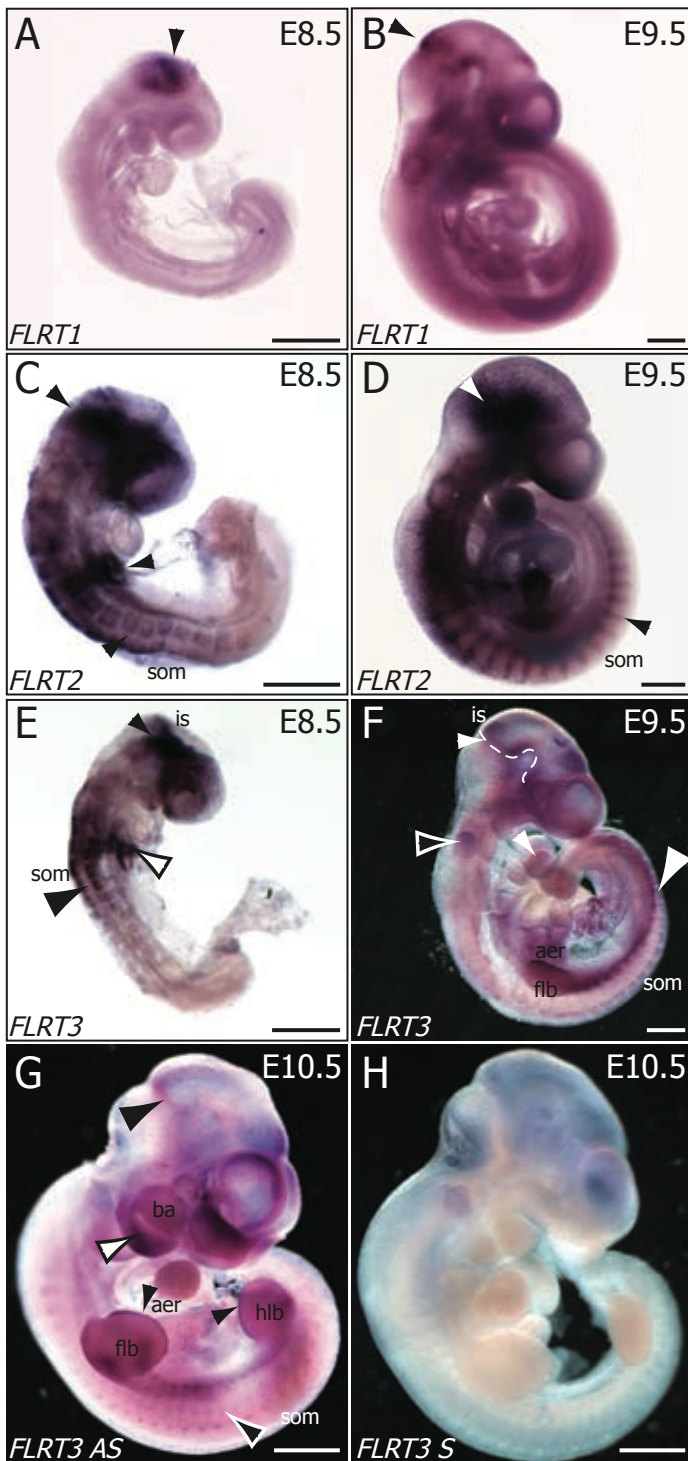 A E8.5
FLRT1
B E9.5
FLRT1
C E8.5
som
FLRT2
D E9.5
som
FLRT2
E is E8.5
som
FLRT3
F is E9.5
aer
flb
som
FLRT3
G E10.5
ba
aer
hlb
flb
som
FLRT3 AS
H E10.5
FLRT3 S